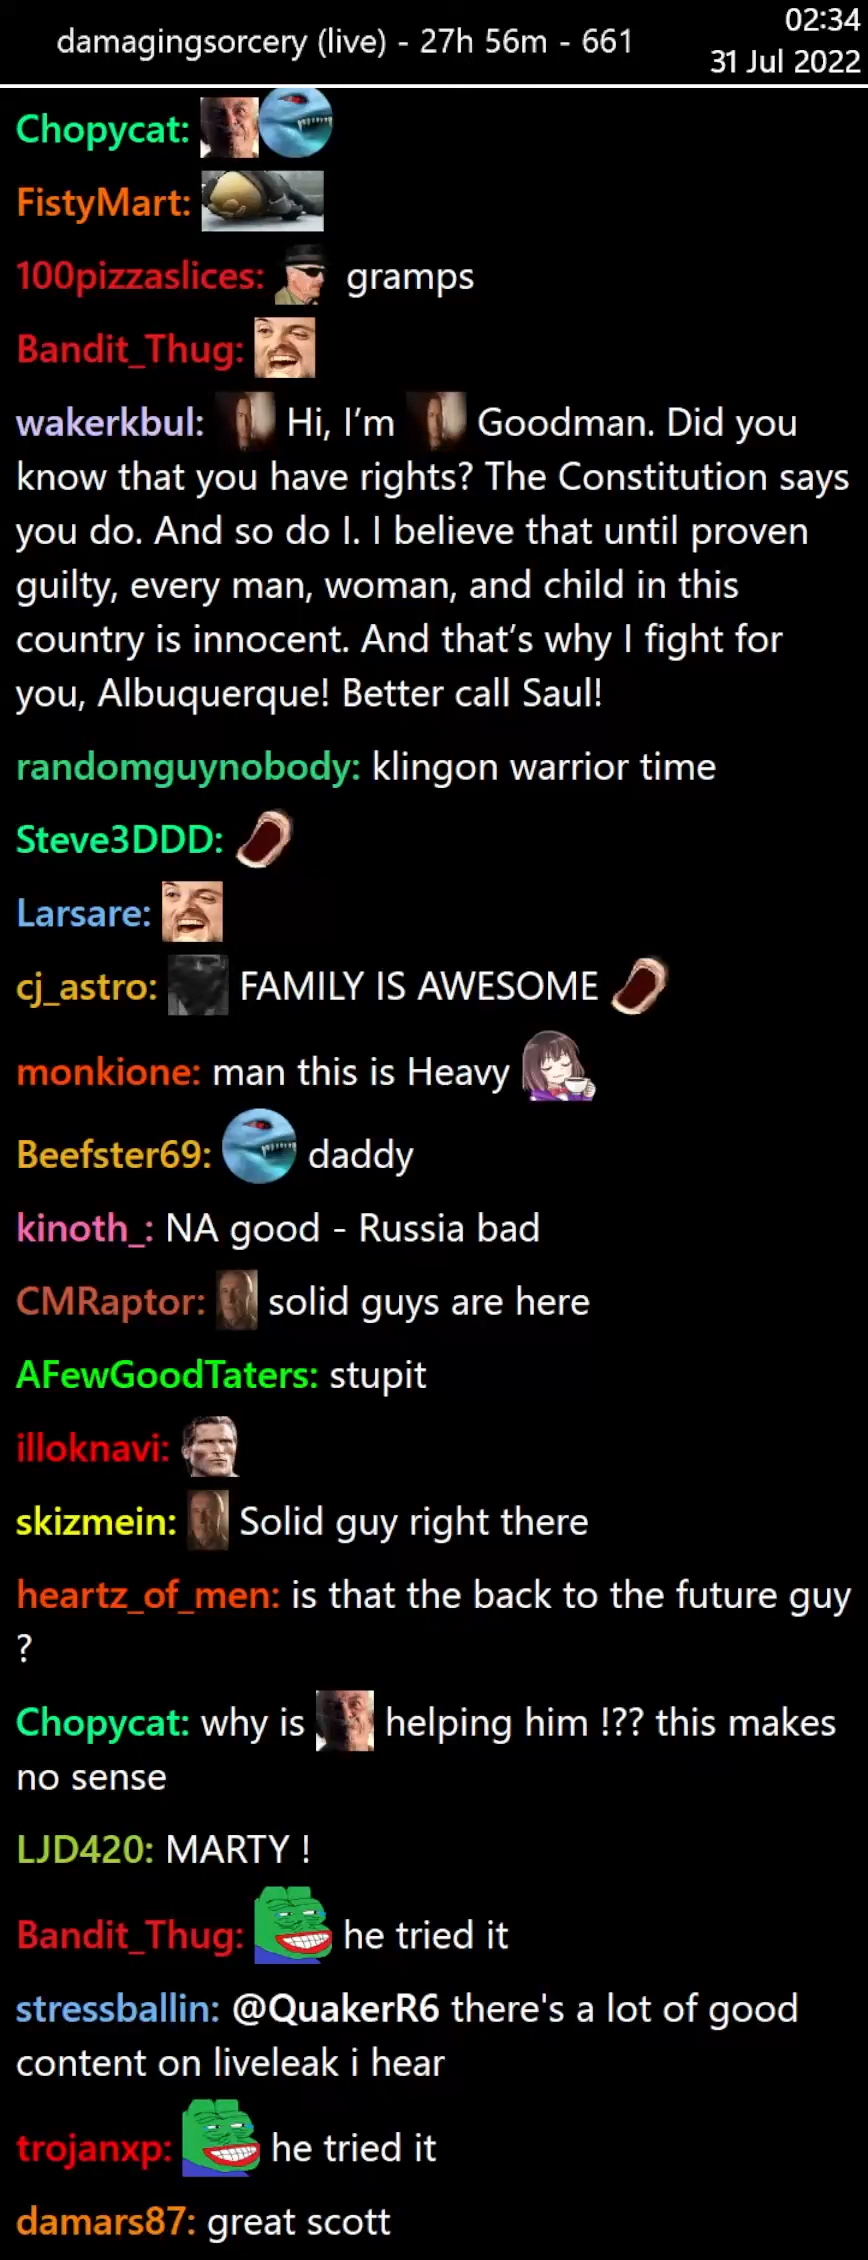 damagingsorcery (live) - 27h 56m - 661
02:34
31 Jul 2022
Chopycat:
FistyMart:
100pizzaslices: gramps
Bandit_Thug:
wakerkbul: Hi, I’m Goodman. Did you
know that you have rights? The Constitution says
you do. And so do I. I believe that until proven
guilty, every man, woman, and child in this
country is innocent. And that’s why I fight for
you, Albuquerque! Better call Saul!
randomguynobody: klingon warrior time
Steve3DDD:
Larsare:
cj_astro: FAMILY IS AWESOME
monkione: man this is Heavy
Beefster69: daddy
kinoth_: NA good - Russia bad
CMRaptor: solid guys are here
AFewGoodTaters: stupit
illoknavi:
skizmein: Solid guy right there
heartz_of_men: is that the back to the future guy
?
Chopycat: why is helping him !?? this makes
no sense
LJD420: MARTY !
Bandit_Thug: he tried it
stressballin: @QuakerR6 there's a lot of good
content on liveleak i hear
trojanxp: he tried it
damars87: great scott